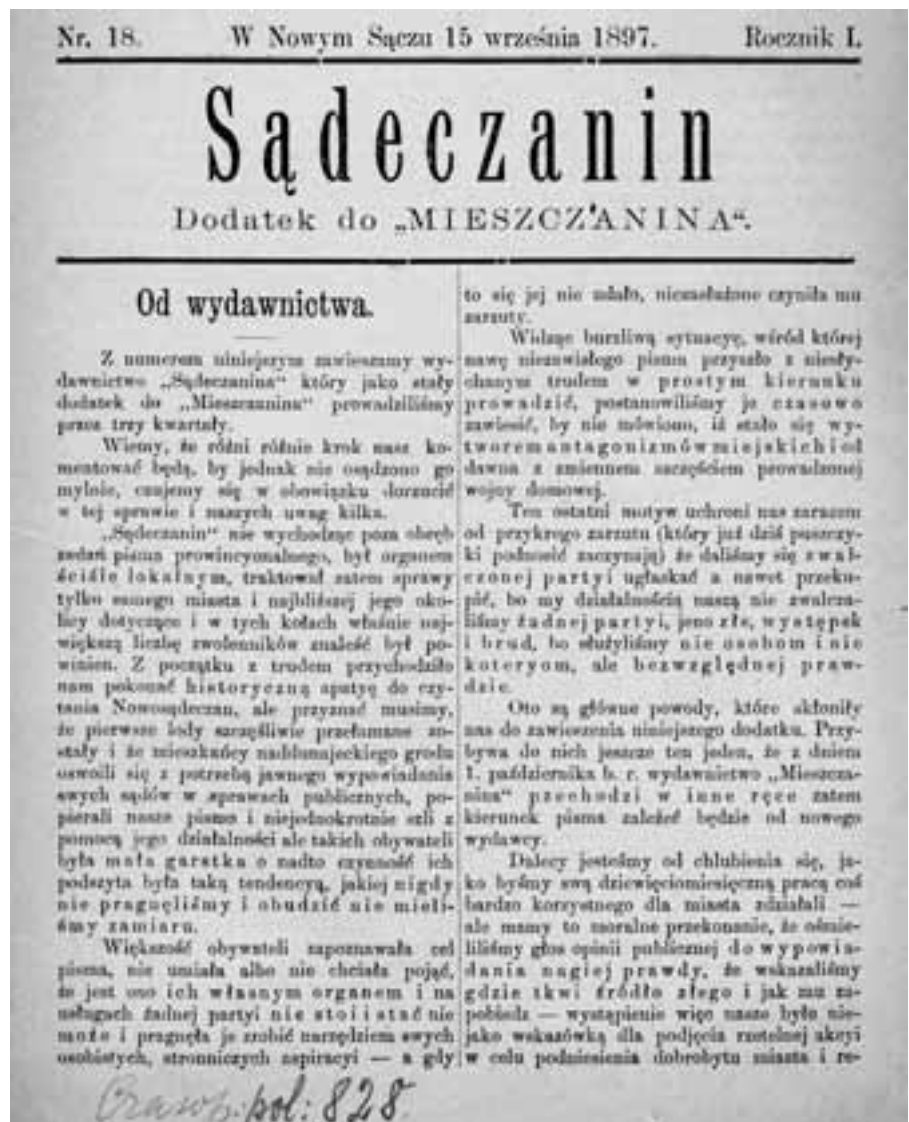 Nr. 18.
W Nowym Sączu 15 września 1897.
Rocznik I.
Sądeczanin
Dodatek do „MIESZCZANINA“.
Od wydawnictwa.
Z numerem niniejszym zawieszamy wy-
dawnictwo „Sądeczanina“ który jako stały
dodatek do „Mieszczanina“ prowadziliśmy
przez trzy kwartały.
Wiemy, że różni różnie krok nasz ko-
mentować będą, by jednak nie osądzono go
mylnie, czujemy się w obowiązku dorzucić
w tej sprawie i naszych uwag kilka.
„Sądeczanin“ nie wychodząc poza obręb
zadań pisma prowincyonalnego, był organem
ściśle lokalnym, traktował zatem sprawy
tylko samego miasta i najbliższej jego oko-
licy dotyczące i w tych kołach właśnie naj-
większą liczbę zwolenników znaleść był po-
winien. Z początku z trudem przychodziło
nam pokonać historyczną apatyę do czy-
tania Nowosądeczan, ale przyznać musimy,
że pierwsze lody szczęśliwie przełamane zo-
stały i że mieszkańcy naddunajeckiego grodu
oswoili się z potrzebą jawnego wypowiadania
swych sądów w sprawach publicznych, po-
pierali nasze pismo i niejednokrotnie szli z
pomocą jego działalności ale takich obywateli
była mała garstka o nadto czynność ich
podszyta była taką tendencyą, jakiej nigdy
nie pragnęliśmy i obudzić nie mieli-
śmy zamiaru.
Większość obywateli zapoznawała cel
pisma, nie umiała albo nie chciała pojąć,
że jest ono ich własnym organem i na
usługach żadnej partyi nie stoi i stać nie
może i pragnęła je zrobić narzędziem swych
osobistych, stronniczych aspiracyi — a gdy
to się jej nie udało, niezasłużone czyniła mu
zarzuty.
Widząc burzliwą sytuacyę, wśród której
nawę niezawisłego pisma przyszło z niesły-
chanym trudem w prostym kierunku
prowadzić, postanowiliśmy je czasowo
zawiesić, by nie mówiono, iż stało się wy-
tworem antagonizmów miejskich i od
dawna z zmiennem szczęściem prowadzonej
wojny domowej.
Ten ostatni motyw uchroni nas zarazem
od przykrego zarzutu (który już dziś puszczy-
ki podnosić zaczynają) że daliśmy się zwal-
czonej partyi ugłaskać a nawet przeku-
pić, bo my działalnością naszą nie zwalcza-
liśmy żadnej partyi, jeno złe, występek
i brud, bo służyliśmy nie osobom i nie
koteryom, ale bezwzględnej praw-
dzie.
Oto są główne powody, które skłoniły
nas do zawieszenia niniejszego dodatku. Przy-
bywa do nich jeszcze ten jeden, że z dniem
1. października b. r. wydawnictwo „Mieszcza-
nina“ przechodzi w inne ręce zatem
kierunek pisma zależeć będzie od nowego
wydawcy.
Dalecy jesteśmy od chlubienia się, ja-
ko byśmy swą dziewięciomiesięczną pracą coś
bardzo korzystnego dla miasta zdziałali —
ale mamy to moralne przekonanie, że ośmie-
liliśmy głos opinii publicznej do wypowia-
dania nagiej prawdy, że wskazaliśmy
gdzie tkwi źródło złego i jak mu za-
pobiedz — wystąpienie więc nasze było nie-
jako wskazówką dla podjęcia rzetelnej akcyi
w celu podniesienia dobrobytu miasta i re-
Czasop. pol: 828.